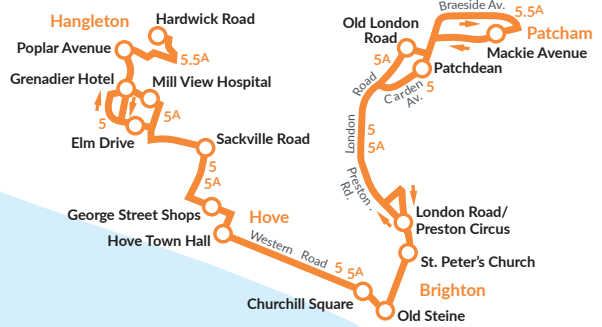 Braeside Av.
5.5A
Hangleton
Hardwick Road
Old London
Road
Patcham
Poplar Avenue
5.5A
Mackie Avenue
5A
Patchdean
Grenadier Hotel
Mill View Hospital
Road
Carden
Av.
5
5
5A
Elm Drive
London
5
5A
Sackville Road
5
5A
Preston
Rd.
George Street Shops
Hove
London Road/
Preston Circus
Hove Town Hall
Western Road
5 5A
St. Peter's Church
Brighton
Churchill Square
Old Steine